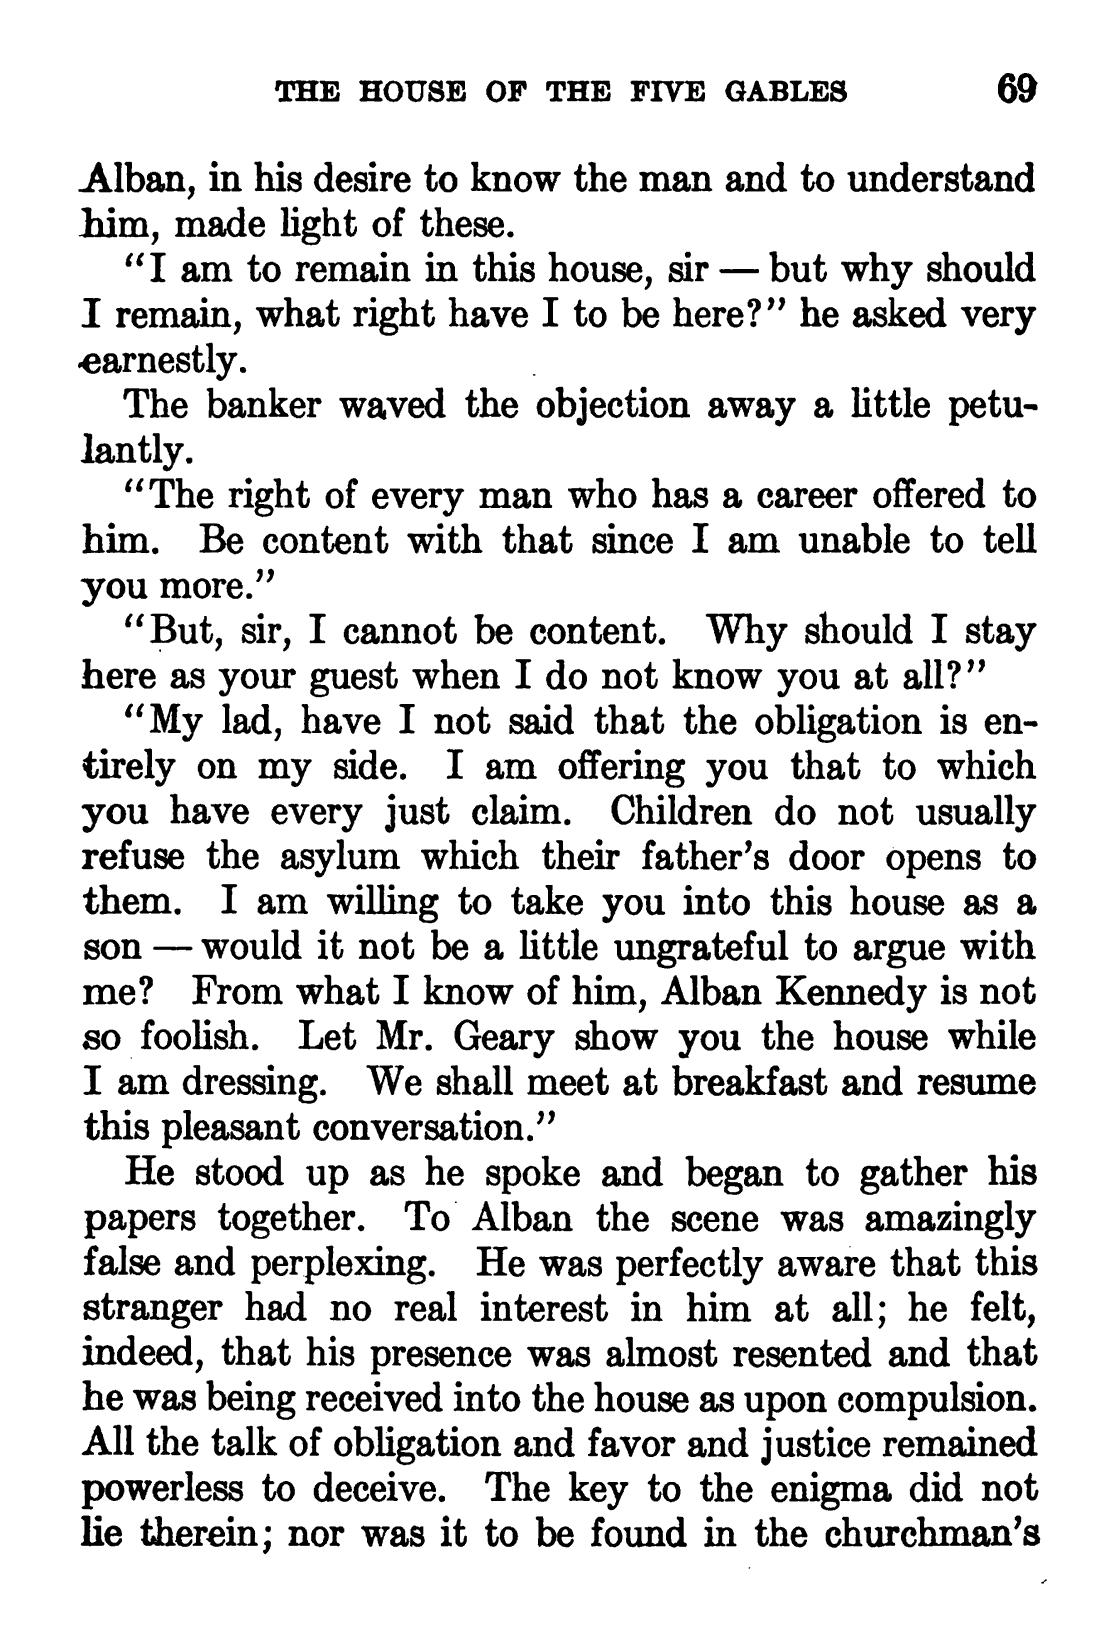 THE HOUSE OF THE FIVE GABLES 69
Alban, in his desire to know the man and to understand
him, made light of these.
“I am to remain in this house, sir — but why should
I remain, what right have I to be here?” he asked very
earnestly.
The banker waved the objection away a little petu-
lantly.
“The right of every man who has a career offered to
him. Be content with that since I am unable to tell
you more.”
“But, sir, I cannot be content. Why should I stay
here as your guest when I do not know you at all?”
“My lad, have I not said that the obligation is en-
tirely on my side. I am offering you that to which
you have every just claim. Children do not usually
refuse the asylum which their father’s door opens to
them. I am willing to take you into this house as a
son — would it not be a little ungrateful to argue with
me? From what I know of him, Alban Kennedy is not
so foolish. Let Mr. Geary show you the house while
I am dressing. We shall meet at breakfast and resume
this pleasant conversation.”
He stood up as he spoke and began to gather his
papers together. To Alban the scene was amazingly
false and perplexing. He was perfectly aware that this
stranger had no real interest in him at all; he felt,
indeed, that his presence was almost resented and that
he was being received into the house as upon compulsion.
All the talk of obligation and favor and justice remained
powerless to deceive. The key to the enigma did not
lie therein; nor was it to be found in the churchman’s